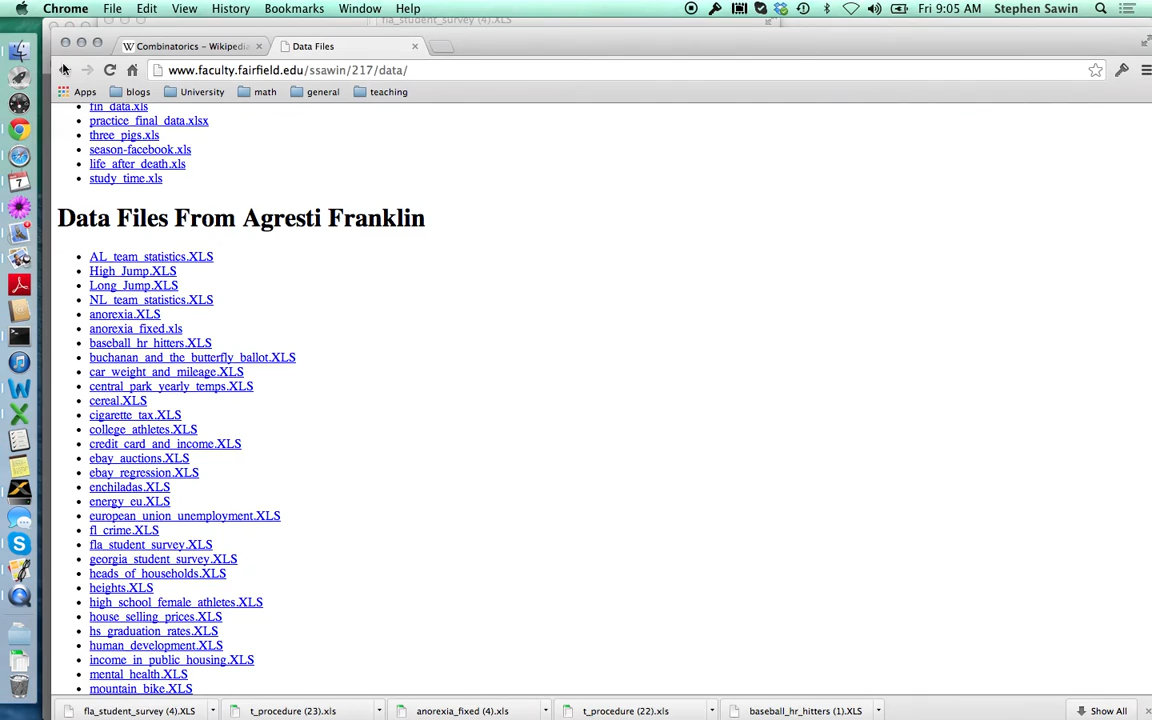 Chrome File Edit View History Bookmarks Window Help Fri 9:05 AM Stephen Sawin
fla_student_survey (4).XLS
Combinatorics – Wikipedia Data Files
www.faculty.fairfield.edu/ssawin/217/data/
Apps blogs University math general teaching
fin_data.xls
practice_final_data.xlsx
three_pigs.xls
season-facebook.xls
life_after_death.xls
study_time.xls
Data Files From Agresti Franklin
AL_team_statistics.XLS
High_Jump.XLS
Long_Jump.XLS
NL_team_statistics.XLS
anorexia.XLS
anorexia_fixed.xls
baseball_hr_hitters.XLS
buchanan_and_the_butterfly_ballot.XLS
car_weight_and_mileage.XLS
central_park_yearly_temps.XLS
cereal.XLS
cigarette_tax.XLS
college_athletes.XLS
credit_card_and_income.XLS
ebay_auctions.XLS
ebay_regression.XLS
enchiladas.XLS
energy_eu.XLS
european_union_unemployment.XLS
fl_crime.XLS
fla_student_survey.XLS
georgia_student_survey.XLS
heads_of_households.XLS
heights.XLS
high_school_female_athletes.XLS
house_selling_prices.XLS
hs_graduation_rates.XLS
human_development.XLS
income_in_public_housing.XLS
mental_health.XLS
mountain_bike.XLS
fla_student_survey (4).XLS t_procedure (23).xls anorexia_fixed (4).xls t_procedure (22).xls baseball_hr_hitters (1).XLS Show All